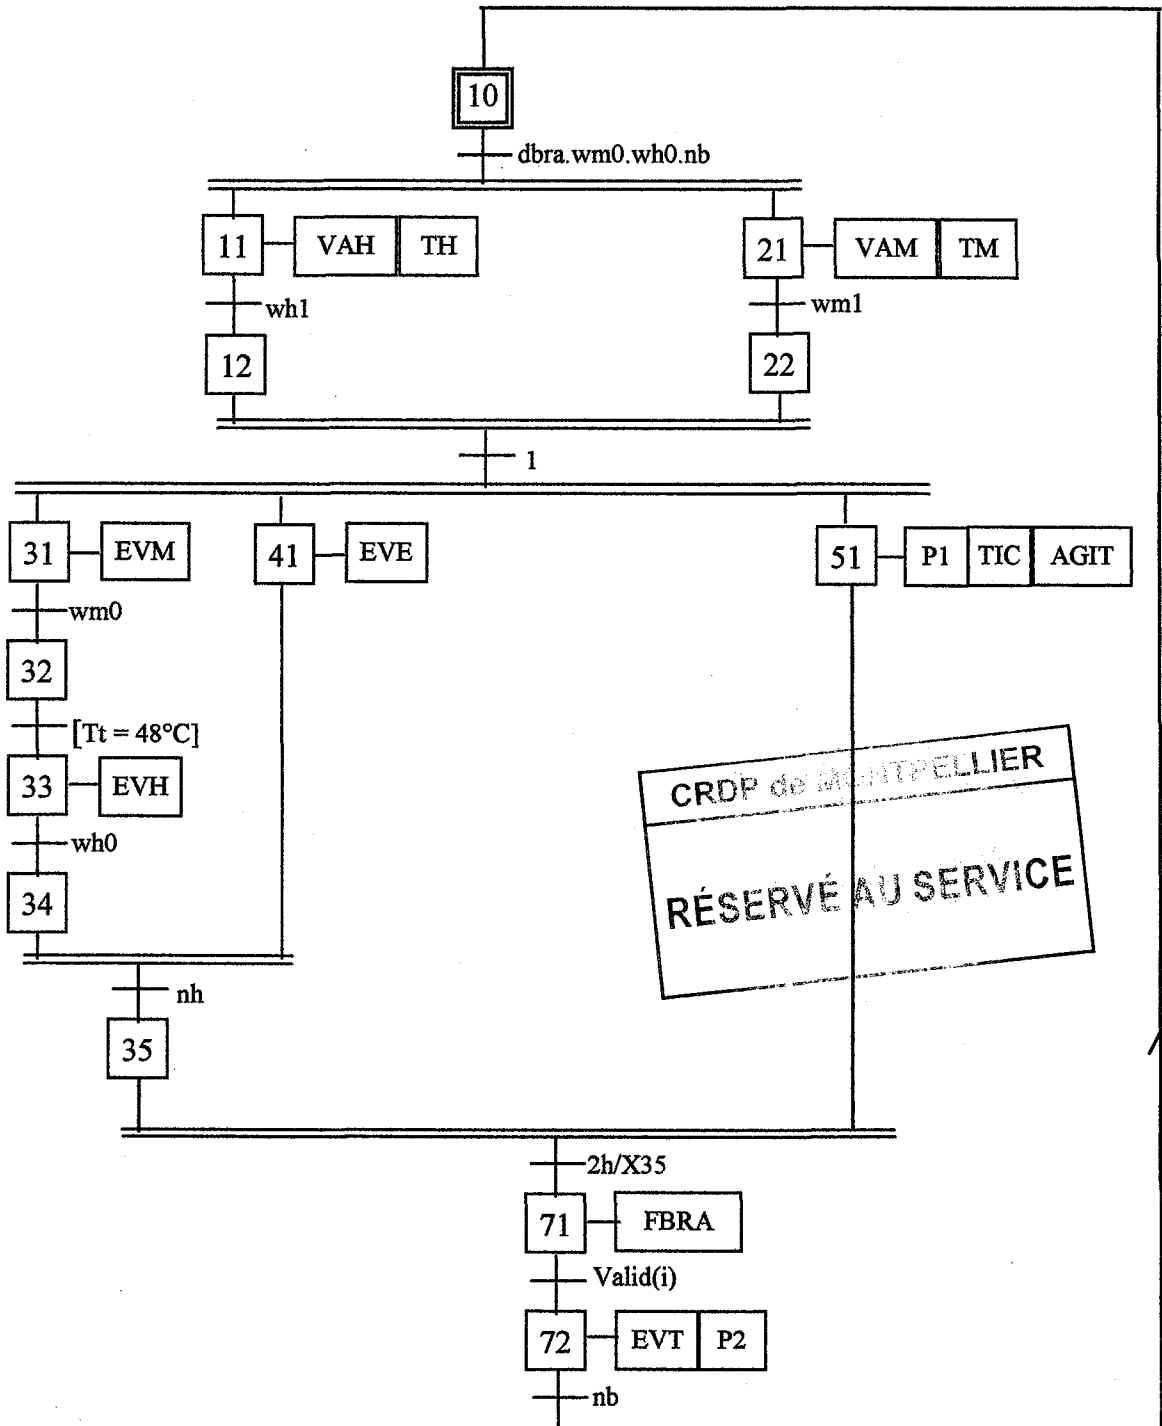 10
dbra.wm0.wh0.nb
11 VAH TH 21 VAM TM
wh1 wm1
12 22
1
31 EVM 41 EVE 51 P1 TIC AGIT
wm0
32
[Tt = 48°C]
33 EVH
wh0
34
CRDP de MONTPELLIER
RÉSERVÉ AU SERVICE
nh
35
2h/X35
71 FBRA
Valid(i)
72 EVT P2
nb